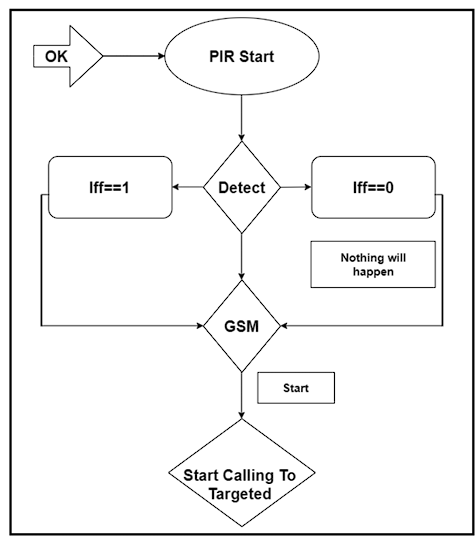 OK
PIR Start
Iff==1
Detect
Iff==0
Nothing will
happen
GSM
Start
Start Calling To
Targeted